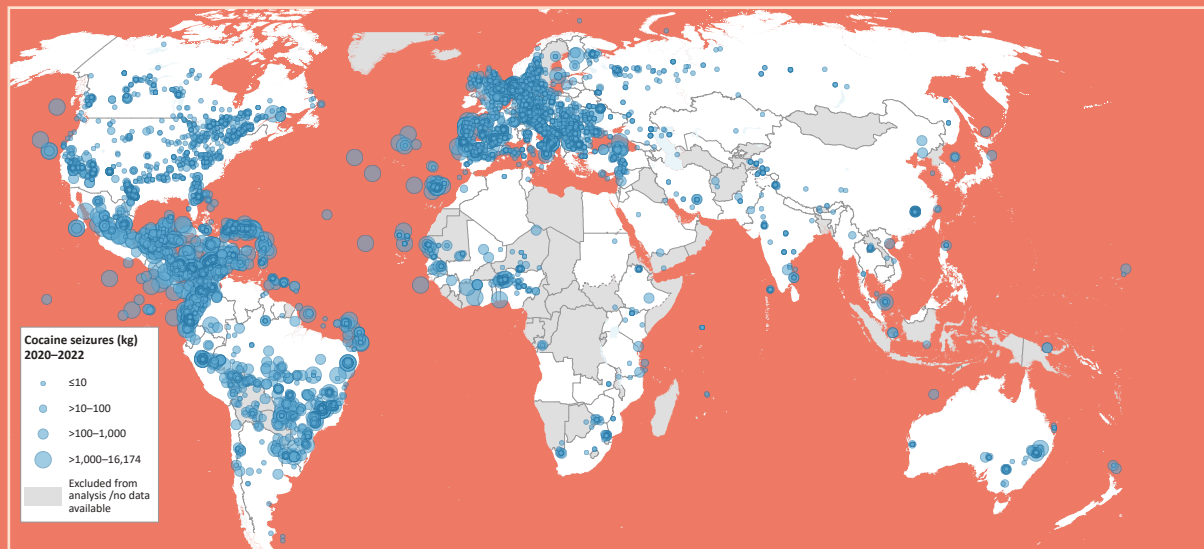 Cocaine seizures (kg)
2020–2022
≤10
>10–100
>100–1,000
>1,000–16,174
Excluded from
analysis /no data
available